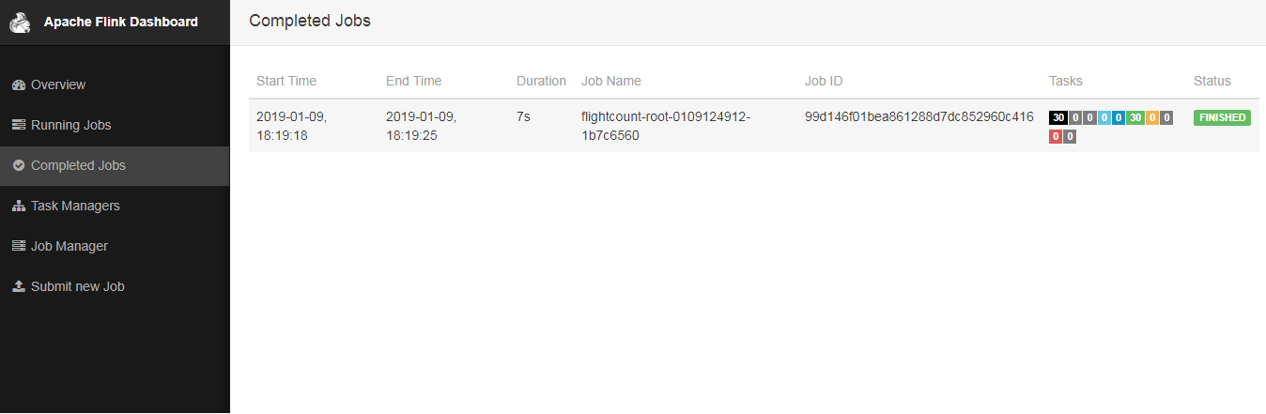 Apache Flink Dashboard
Overview
Running Jobs
Completed Jobs
Task Managers
Job Manager
Submit new Job
Completed Jobs
Start Time End Time Duration Job Name Job ID Tasks Status
2019-01-09, 2019-01-09, 7s flightcount-root-0109124912- 99d146f01bea861288d7dc852960c416 30 0 0 0 0 30 0 0 FINISHED
18:19:18 18:19:25 1b7c6560 0 0